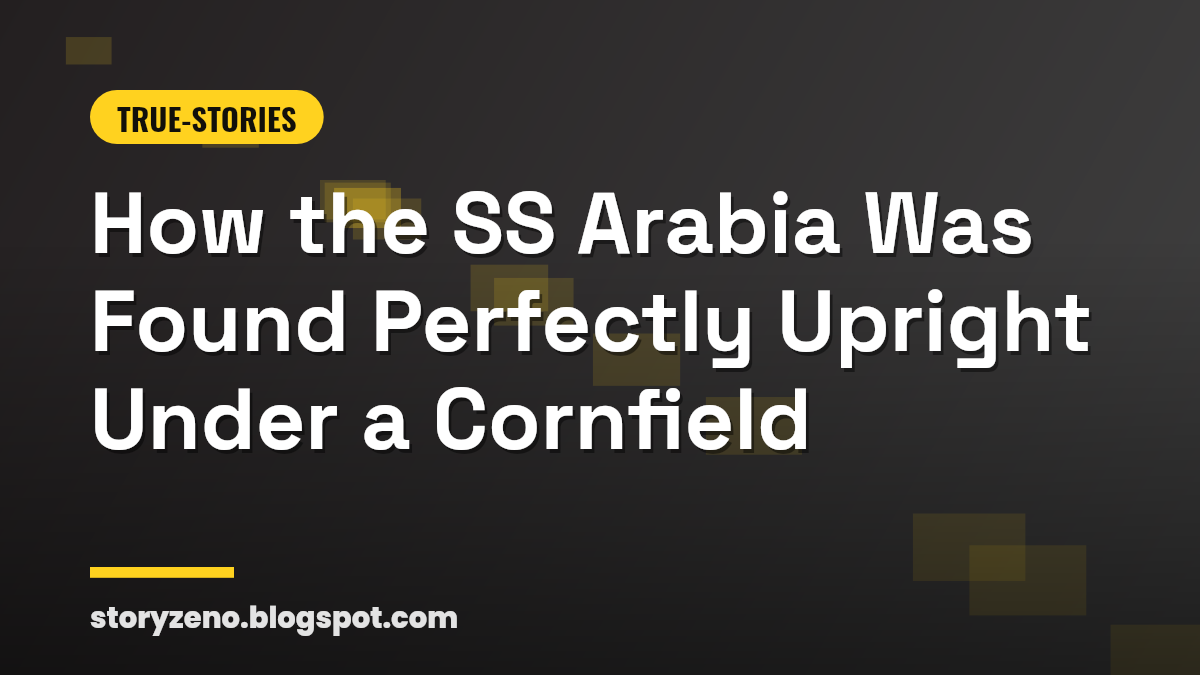 TRUE-STORIES
How the SS Arabia Was
Found Perfectly Upright
Under a Cornfield
storyzeno.blogspot.com